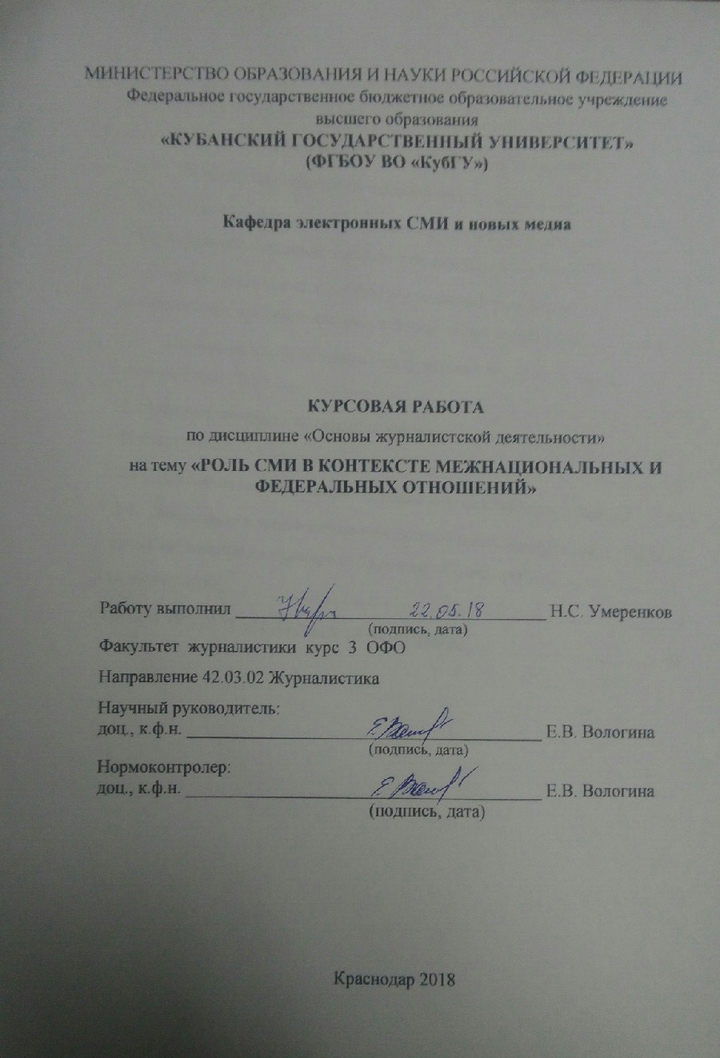 МИНИСТЕРСТВО ОБРАЗОВАНИЯ И НАУКИ РОССИЙСКОЙ ФЕДЕРАЦИИ
Федеральное государственное бюджетное образовательное учреждение
высшего образования
«КУБАНСКИЙ ГОСУДАРСТВЕННЫЙ УНИВЕРСИТЕТ»
(ФГБОУ ВО «КубГУ»)
Кафедра электронных СМИ и новых медиа
КУРСОВАЯ РАБОТА
по дисциплине «Основы журналистской деятельности»
на тему «РОЛЬ СМИ В КОНТЕКСТЕ МЕЖНАЦИОНАЛЬНЫХ И
ФЕДЕРАЛЬНЫХ ОТНОШЕНИЙ»
Работу выполнил 22.05.18 Н.С. Умеренков
(подпись, дата)
Факультет журналистики курс 3 ОФО
Направление 42.03.02 Журналистика
Научный руководитель:
доц., к.ф.н. Е.В. Вологина
(подпись, дата)
Нормоконтролер:
доц., к.ф.н. Е.В. Вологина
(подпись, дата)
Краснодар 2018